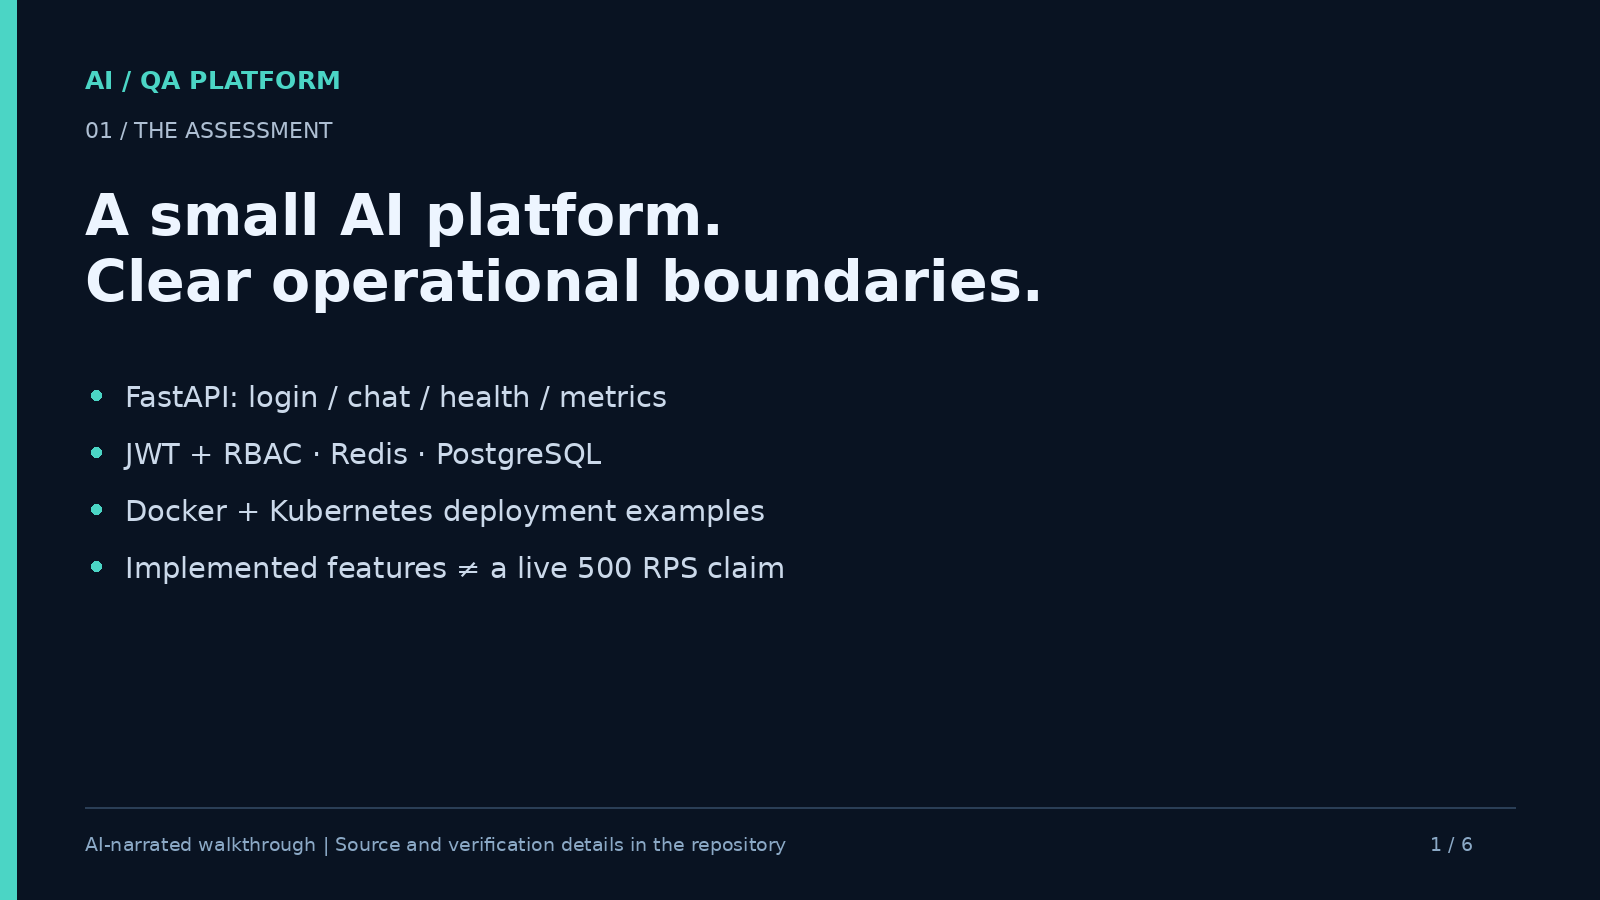 AI / QA PLATFORM
01 / THE ASSESSMENT
A small AI platform.
Clear operational boundaries.
• FastAPI: login / chat / health / metrics
• JWT + RBAC · Redis · PostgreSQL
• Docker + Kubernetes deployment examples
• Implemented features ≠ a live 500 RPS claim
AI-narrated walkthrough | Source and verification details in the repository
1 / 6